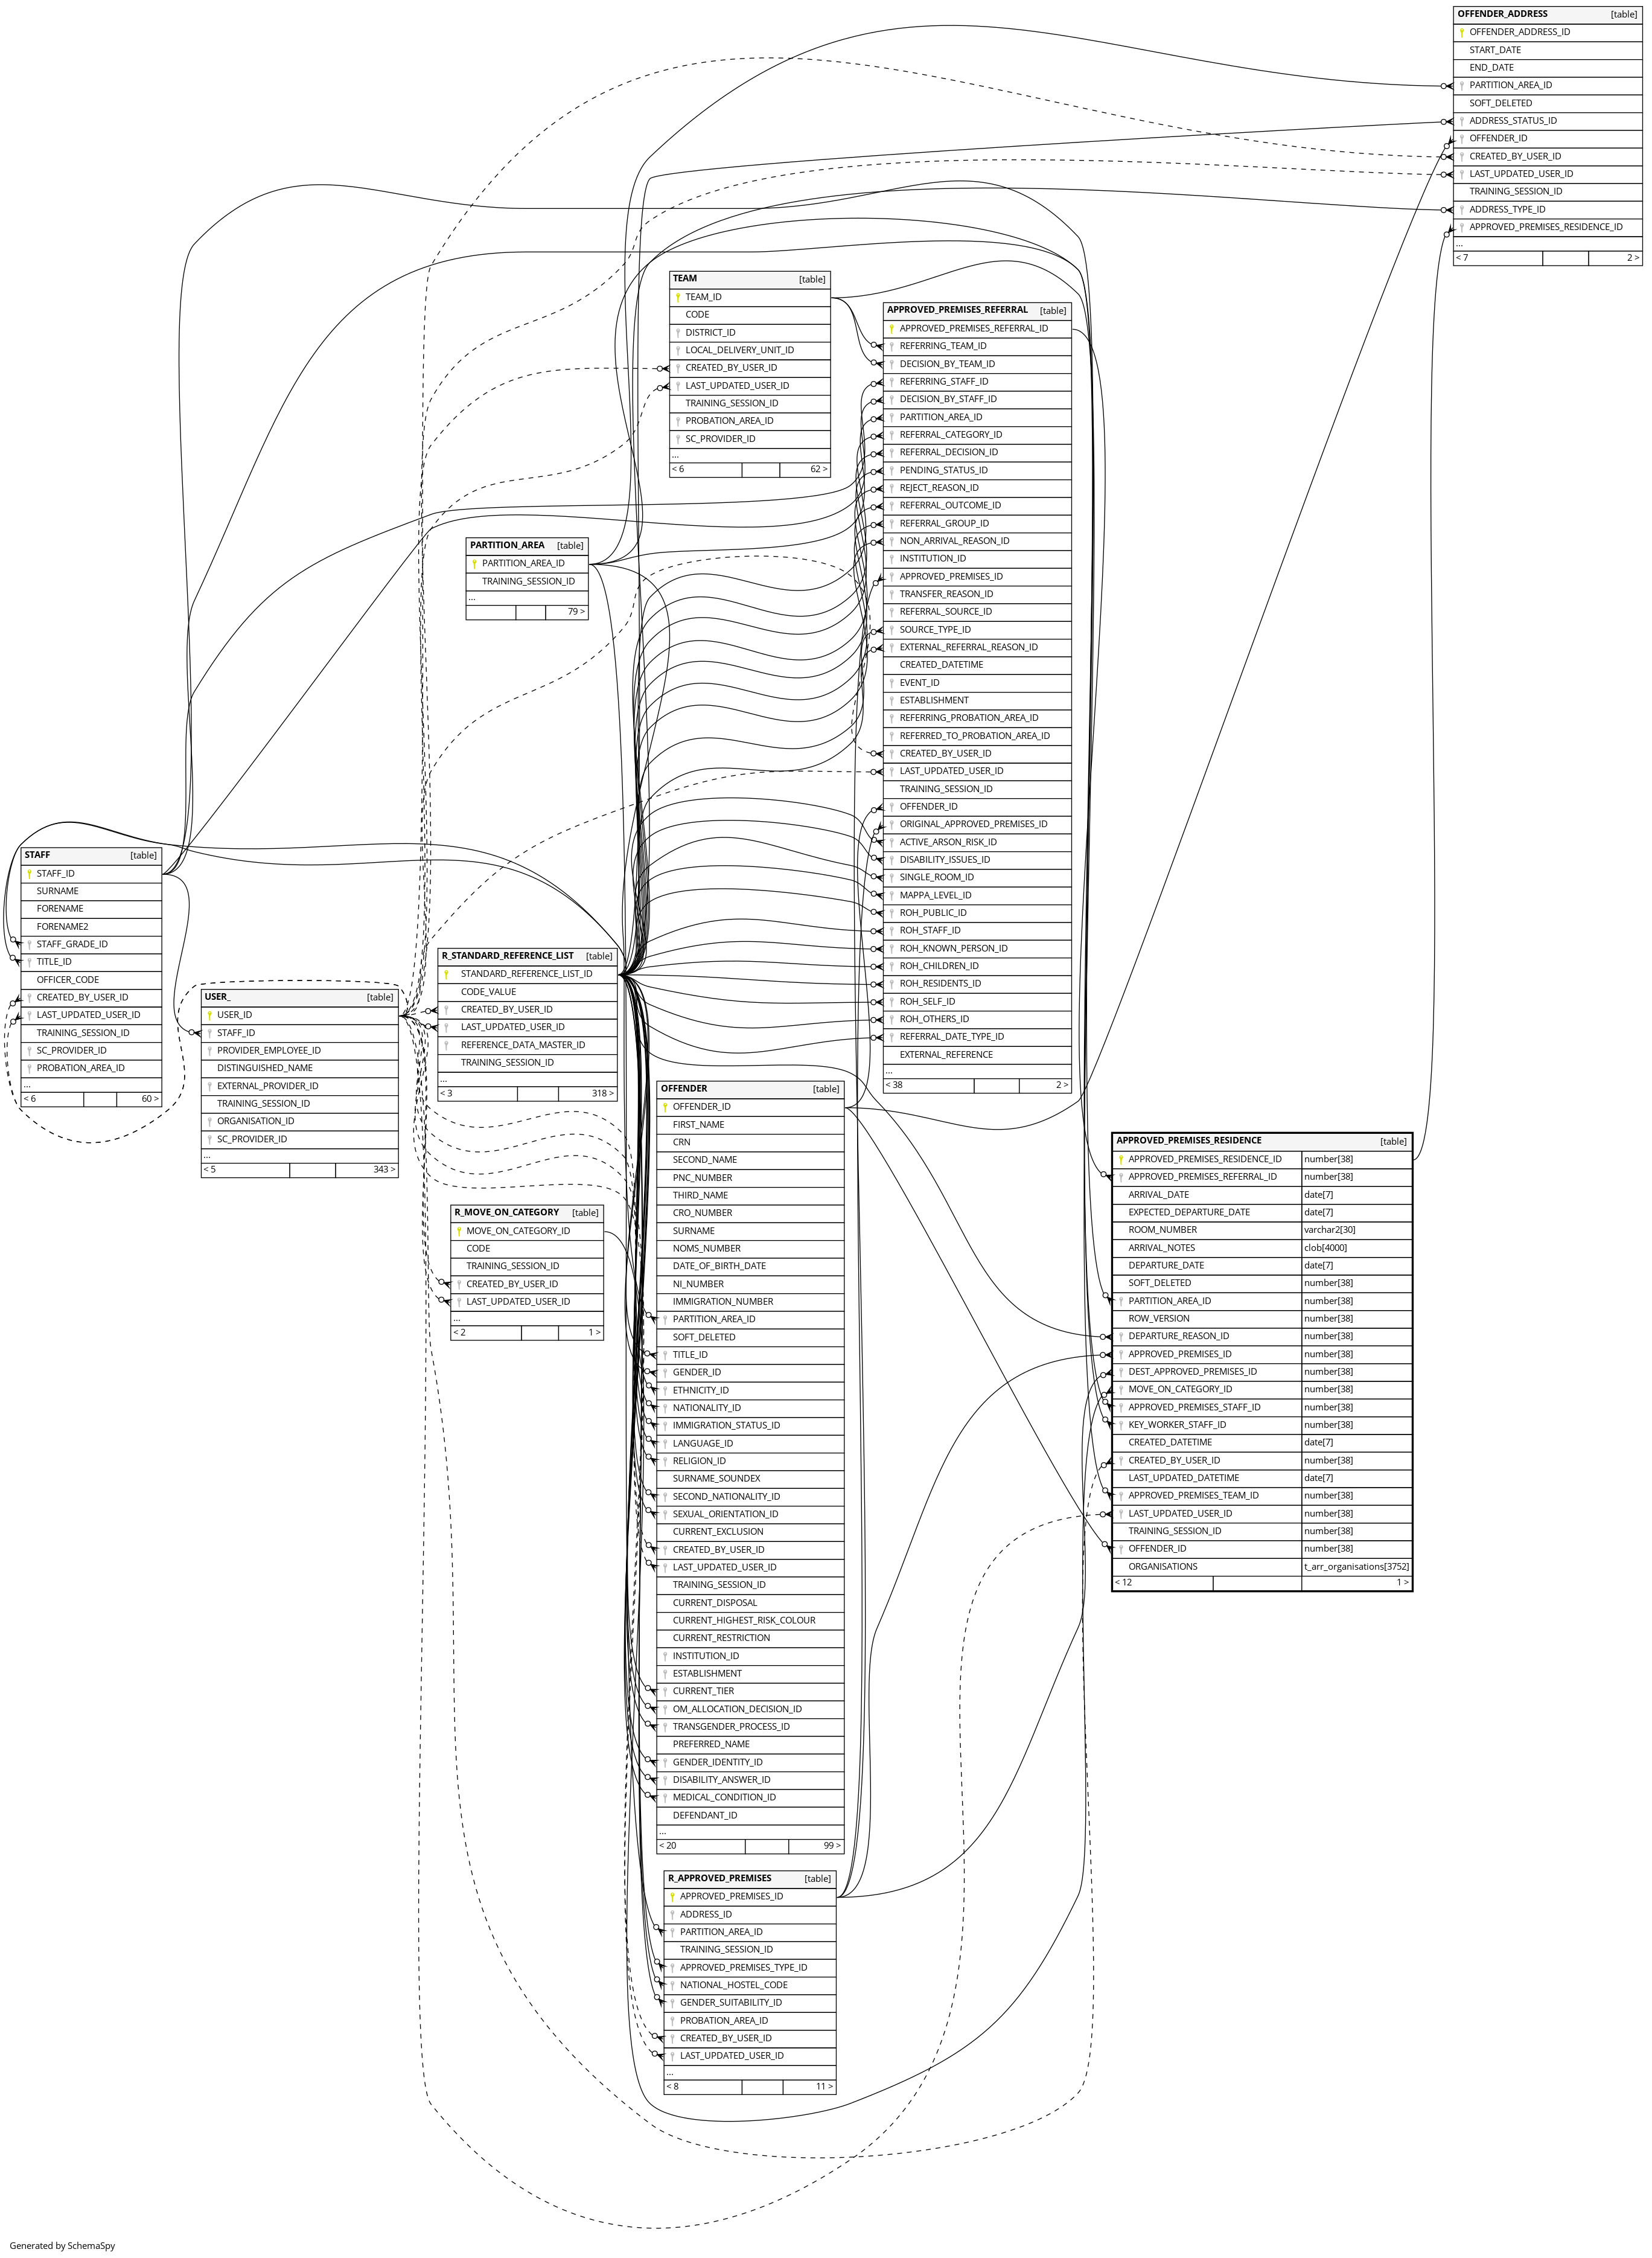 OFFENDER_ADDRESS [table]
OFFENDER_ADDRESS_ID
START_DATE
END_DATE
PARTITION_AREA_ID
SOFT_DELETED
ADDRESS_STATUS_ID
OFFENDER_ID
CREATED_BY_USER_ID
LAST_UPDATED_USER_ID
TRAINING_SESSION_ID
ADDRESS_TYPE_ID
APPROVED_PREMISES_RESIDENCE_ID
...
< 7 2 >
TEAM [table]
TEAM_ID
CODE
DISTRICT_ID
LOCAL_DELIVERY_UNIT_ID
CREATED_BY_USER_ID
LAST_UPDATED_USER_ID
TRAINING_SESSION_ID
PROBATION_AREA_ID
SC_PROVIDER_ID
...
< 6 62 >
APPROVED_PREMISES_REFERRAL [table]
APPROVED_PREMISES_REFERRAL_ID
REFERRING_TEAM_ID
DECISION_BY_TEAM_ID
REFERRING_STAFF_ID
DECISION_BY_STAFF_ID
PARTITION_AREA_ID
REFERRAL_CATEGORY_ID
REFERRAL_DECISION_ID
PENDING_STATUS_ID
REJECT_REASON_ID
REFERRAL_OUTCOME_ID
REFERRAL_GROUP_ID
NON_ARRIVAL_REASON_ID
INSTITUTION_ID
APPROVED_PREMISES_ID
TRANSFER_REASON_ID
REFERRAL_SOURCE_ID
SOURCE_TYPE_ID
EXTERNAL_REFERRAL_REASON_ID
CREATED_DATETIME
EVENT_ID
ESTABLISHMENT
REFERRING_PROBATION_AREA_ID
REFERRED_TO_PROBATION_AREA_ID
CREATED_BY_USER_ID
LAST_UPDATED_USER_ID
TRAINING_SESSION_ID
OFFENDER_ID
ORIGINAL_APPROVED_PREMISES_ID
ACTIVE_ARSON_RISK_ID
DISABILITY_ISSUES_ID
SINGLE_ROOM_ID
MAPPA_LEVEL_ID
ROH_PUBLIC_ID
ROH_STAFF_ID
ROH_KNOWN_PERSON_ID
ROH_CHILDREN_ID
ROH_RESIDENTS_ID
ROH_SELF_ID
ROH_OTHERS_ID
REFERRAL_DATE_TYPE_ID
EXTERNAL_REFERENCE
...
< 38 2 >
PARTITION_AREA [table]
PARTITION_AREA_ID
TRAINING_SESSION_ID
...
79 >
STAFF [table]
STAFF_ID
SURNAME
FORENAME
FORENAME2
STAFF_GRADE_ID
TITLE_ID
OFFICER_CODE
CREATED_BY_USER_ID
LAST_UPDATED_USER_ID
TRAINING_SESSION_ID
SC_PROVIDER_ID
PROBATION_AREA_ID
...
< 6 60 >
USER_ [table]
USER_ID
STAFF_ID
PROVIDER_EMPLOYEE_ID
DISTINGUISHED_NAME
EXTERNAL_PROVIDER_ID
TRAINING_SESSION_ID
ORGANISATION_ID
SC_PROVIDER_ID
...
< 5 343 >
R_STANDARD_REFERENCE_LIST [table]
STANDARD_REFERENCE_LIST_ID
CODE_VALUE
CREATED_BY_USER_ID
LAST_UPDATED_USER_ID
REFERENCE_DATA_MASTER_ID
TRAINING_SESSION_ID
...
< 3 318 >
R_MOVE_ON_CATEGORY [table]
MOVE_ON_CATEGORY_ID
CODE
TRAINING_SESSION_ID
CREATED_BY_USER_ID
LAST_UPDATED_USER_ID
...
< 2 1 >
OFFENDER [table]
OFFENDER_ID
FIRST_NAME
CRN
SECOND_NAME
PNC_NUMBER
THIRD_NAME
CRO_NUMBER
SURNAME
NOMS_NUMBER
DATE_OF_BIRTH_DATE
NI_NUMBER
IMMIGRATION_NUMBER
PARTITION_AREA_ID
SOFT_DELETED
TITLE_ID
GENDER_ID
ETHNICITY_ID
NATIONALITY_ID
IMMIGRATION_STATUS_ID
LANGUAGE_ID
RELIGION_ID
SURNAME_SOUNDEX
SECOND_NATIONALITY_ID
SEXUAL_ORIENTATION_ID
CURRENT_EXCLUSION
CREATED_BY_USER_ID
LAST_UPDATED_USER_ID
TRAINING_SESSION_ID
CURRENT_DISPOSAL
CURRENT_HIGHEST_RISK_COLOUR
CURRENT_RESTRICTION
INSTITUTION_ID
ESTABLISHMENT
CURRENT_TIER
OM_ALLOCATION_DECISION_ID
TRANSGENDER_PROCESS_ID
PREFERRED_NAME
GENDER_IDENTITY_ID
DISABILITY_ANSWER_ID
MEDICAL_CONDITION_ID
DEFENDANT_ID
...
< 20 99 >
APPROVED_PREMISES_RESIDENCE [table]
APPROVED_PREMISES_RESIDENCE_ID number[38]
APPROVED_PREMISES_REFERRAL_ID number[38]
ARRIVAL_DATE date[7]
EXPECTED_DEPARTURE_DATE date[7]
ROOM_NUMBER varchar2[30]
ARRIVAL_NOTES clob[4000]
DEPARTURE_DATE date[7]
SOFT_DELETED number[38]
PARTITION_AREA_ID number[38]
ROW_VERSION number[38]
DEPARTURE_REASON_ID number[38]
APPROVED_PREMISES_ID number[38]
DEST_APPROVED_PREMISES_ID number[38]
MOVE_ON_CATEGORY_ID number[38]
APPROVED_PREMISES_STAFF_ID number[38]
KEY_WORKER_STAFF_ID number[38]
CREATED_DATETIME date[7]
CREATED_BY_USER_ID number[38]
LAST_UPDATED_DATETIME date[7]
APPROVED_PREMISES_TEAM_ID number[38]
LAST_UPDATED_USER_ID number[38]
TRAINING_SESSION_ID number[38]
OFFENDER_ID number[38]
ORGANISATIONS t_arr_organisations[3752]
< 12 1 >
R_APPROVED_PREMISES [table]
APPROVED_PREMISES_ID
ADDRESS_ID
PARTITION_AREA_ID
TRAINING_SESSION_ID
APPROVED_PREMISES_TYPE_ID
NATIONAL_HOSTEL_CODE
GENDER_SUITABILITY_ID
PROBATION_AREA_ID
CREATED_BY_USER_ID
LAST_UPDATED_USER_ID
...
< 8 11 >
Generated by SchemaSpy